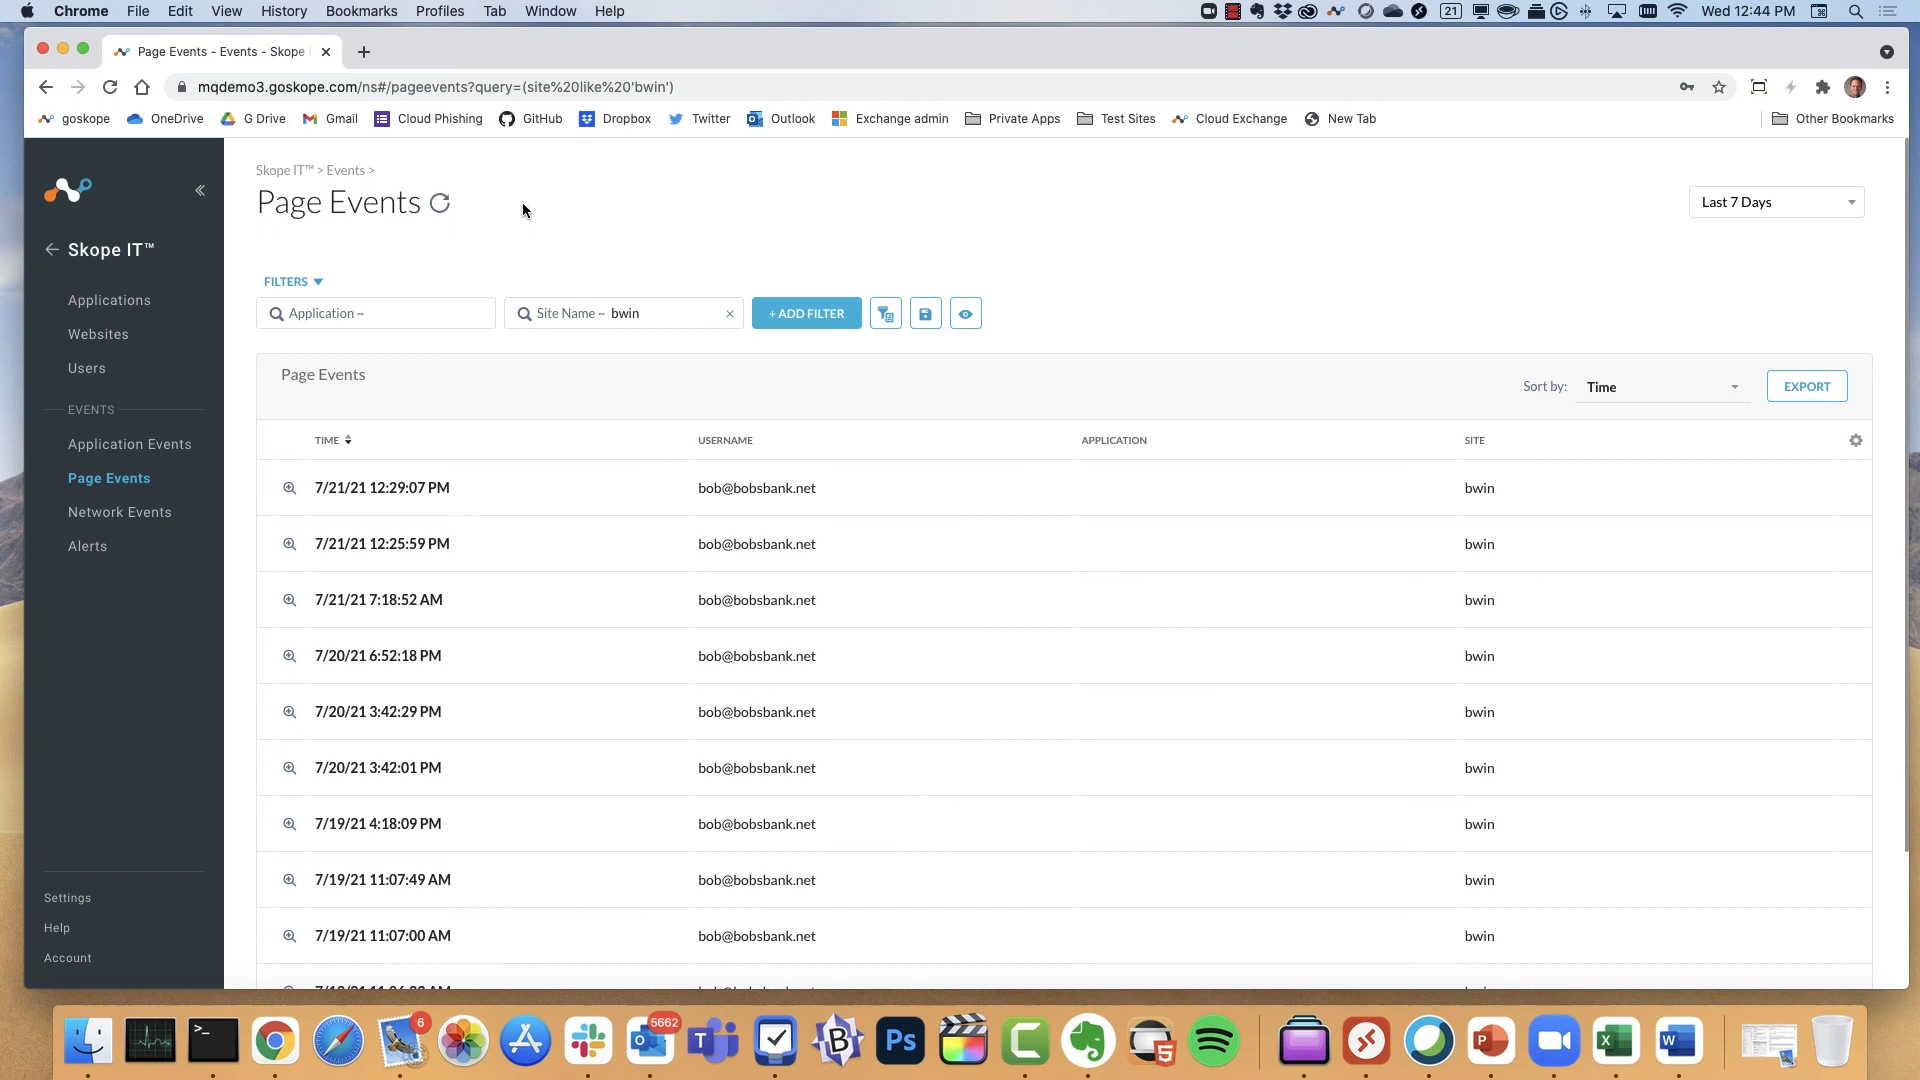 Chrome File Edit View History Bookmarks Profiles Tab Window Help
21 Wed 12:44 PM
Page Events - Events - Skope
mqdemo3.goskope.com/ns#/pageevents?query=(site%20like%20'bwin')
goskope OneDrive G Drive Gmail Cloud Phishing GitHub Dropbox Twitter Outlook Exchange admin Private Apps Test Sites Cloud Exchange New Tab Other Bookmarks
Skope IT™ > Events >
Page Events
Last 7 Days
Skope IT™
Applications
Websites
Users
EVENTS
Application Events
Page Events
Network Events
Alerts
Settings
Help
Account
FILTERS
Application ~
Site Name ~ bwin
+ ADD FILTER
Page Events
Sort by: Time
EXPORT
TIME USERNAME APPLICATION SITE
7/21/21 12:29:07 PM bob@bobsbank.net bwin
7/21/21 12:25:59 PM bob@bobsbank.net bwin
7/21/21 7:18:52 AM bob@bobsbank.net bwin
7/20/21 6:52:18 PM bob@bobsbank.net bwin
7/20/21 3:42:29 PM bob@bobsbank.net bwin
7/20/21 3:42:01 PM bob@bobsbank.net bwin
7/19/21 4:18:09 PM bob@bobsbank.net bwin
7/19/21 11:07:49 AM bob@bobsbank.net bwin
7/19/21 11:07:00 AM bob@bobsbank.net bwin
6
5662
Ps